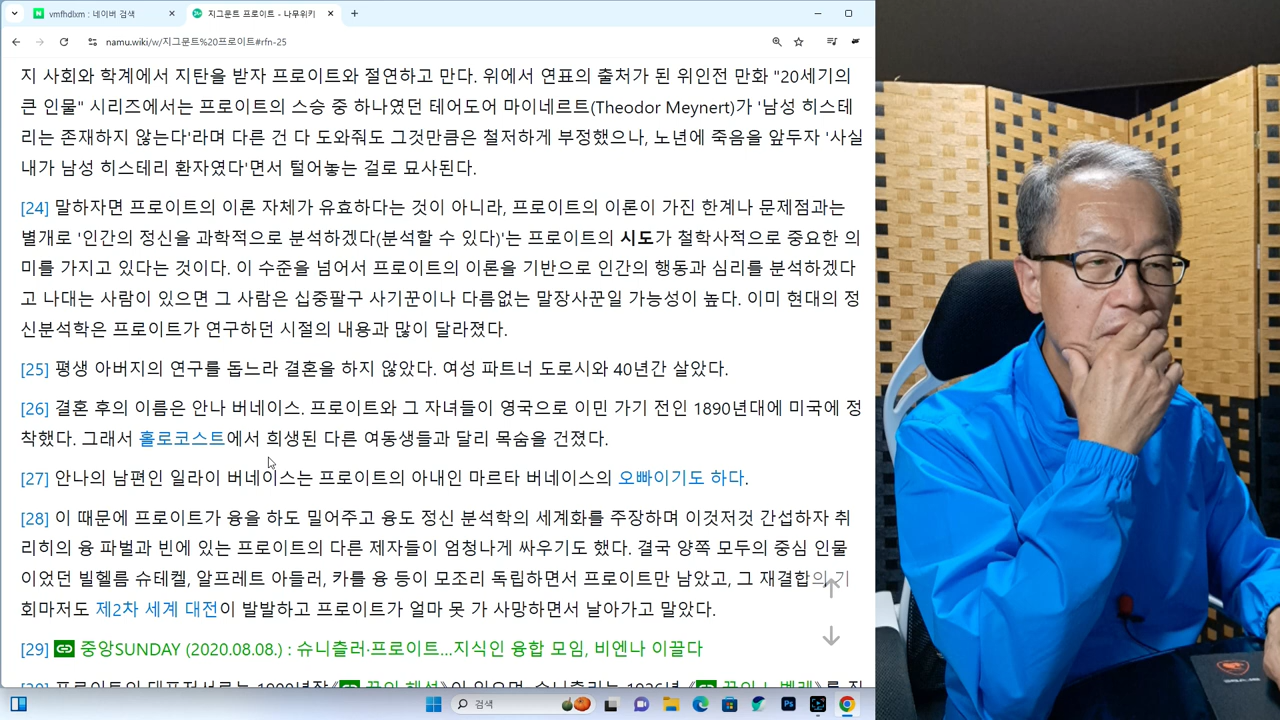 vmfhdlxm : 네이버 검색
지그문트 프로이트 - 나무위키
namu.wiki/w/지그문트%20프로이트#rfn-25
지 사회와 학계에서 지탄을 받자 프로이트와 절연하고 만다. 위에서 연표의 출처가 된 위인전 만화 "20세기의
큰 인물" 시리즈에서는 프로이트의 스승 중 하나였던 테어도어 마이네르트(Theodor Meynert)가 '남성 히스테
리는 존재하지 않는다'라며 다른 건 다 도와줘도 그것만큼은 철저하게 부정했으나, 노년에 죽음을 앞두자 '사실
내가 남성 히스테리 환자였다'면서 털어놓는 걸로 묘사된다.
[24] 말하자면 프로이트의 이론 자체가 유효하다는 것이 아니라, 프로이트의 이론이 가진 한계나 문제점과는
별개로 '인간의 정신을 과학적으로 분석하겠다(분석할 수 있다)'는 프로이트의 시도가 철학사적으로 중요한 의
미를 가지고 있다는 것이다. 이 수준을 넘어서 프로이트의 이론을 기반으로 인간의 행동과 심리를 분석하겠다
고 나대는 사람이 있으면 그 사람은 십중팔구 사기꾼이나 다름없는 말장사꾼일 가능성이 높다. 이미 현대의 정
신분석학은 프로이트가 연구하던 시절의 내용과 많이 달라졌다.
[25] 평생 아버지의 연구를 돕느라 결혼을 하지 않았다. 여성 파트너 도로시와 40년간 살았다.
[26] 결혼 후의 이름은 안나 버네이스. 프로이트와 그 자녀들이 영국으로 이민 가기 전인 1890년대에 미국에 정
착했다. 그래서 홀로코스트에서 희생된 다른 여동생들과 달리 목숨을 건졌다.
[27] 안나의 남편인 일라이 버네이스는 프로이트의 아내인 마르타 버네이스의 오빠이기도 하다.
[28] 이 때문에 프로이트가 융을 하도 밀어주고 융도 정신 분석학의 세계화를 주장하며 이것저것 간섭하자 취
리히의 융 파벌과 빈에 있는 프로이트의 다른 제자들이 엄청나게 싸우기도 했다. 결국 양쪽 모두의 중심 인물
이었던 빌헬름 슈테켈, 알프레트 아들러, 카를 융 등이 모조리 독립하면서 프로이트만 남았고, 그 재결합의 기
회마저도 제2차 세계 대전이 발발하고 프로이트가 얼마 못 가 사망하면서 날아가고 말았다.
[29] 중앙SUNDAY (2020.08.08.) : 슈니츨러·프로이트...지식인 융합 모임, 비엔나 이끌다
검색